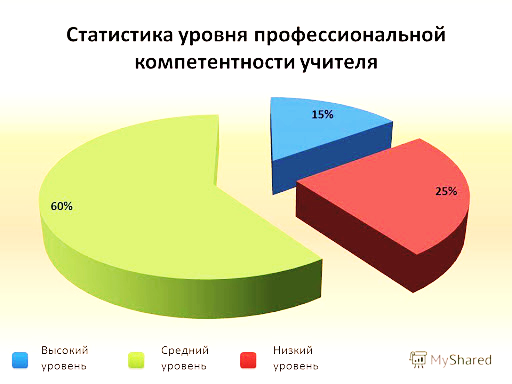 Статистика уровня профессиональной
компетентности учителя
15%
60%
25%
Высокий
уровень
Средний
уровень
Низкий
уровень
MyShared